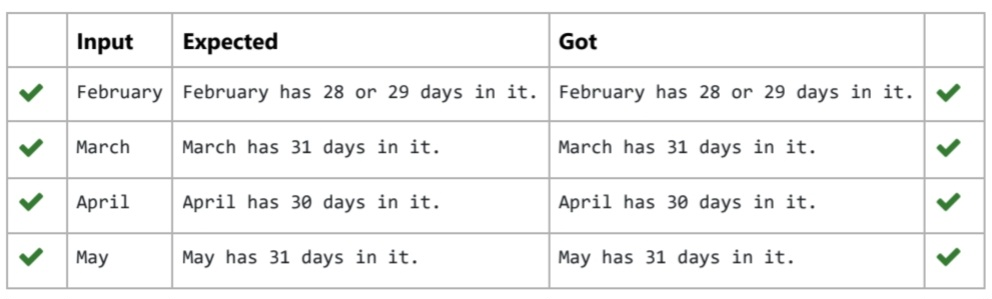 Input Expected Got
February February has 28 or 29 days in it. February has 28 or 29 days in it.
March March has 31 days in it. March has 31 days in it.
April April has 30 days in it. April has 30 days in it.
May May has 31 days in it. May has 31 days in it.